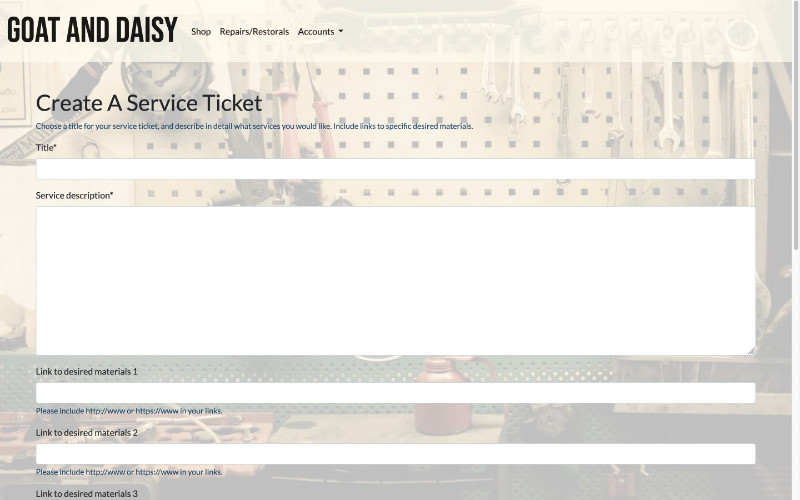 GOAT AND DAISY
Shop
Repairs/Restorals
Accounts
Create A Service Ticket
Choose a title for your service ticket, and describe in detail what services you would like. Include links to specific desired materials.
Title*
Service description*
Link to desired materials 1
Please include http://www or https://www in your links.
Link to desired materials 2
Please include http://www or https://www in your links.
Link to desired materials 3